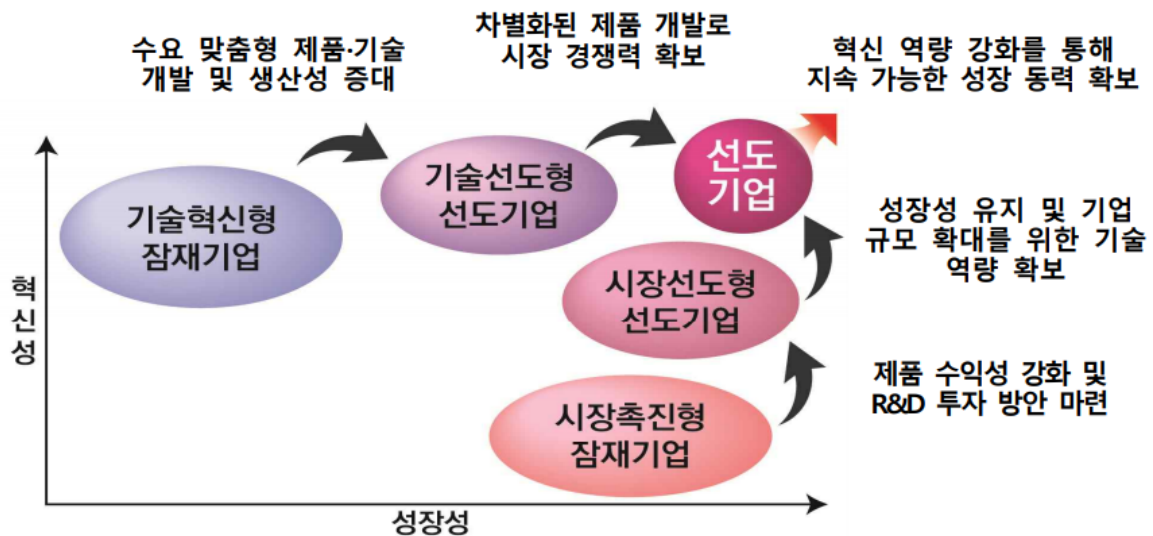 수요 맞춤형 제품·기술
개발 및 생산성 증대
차별화된 제품 개발로
시장 경쟁력 확보
혁신 역량 강화를 통해
지속 가능한 성장 동력 확보
기술혁신형
잠재기업
기술선도형
선도기업
선도
기업
성장성 유지 및 기업
규모 확대를 위한 기술
역량 확보
시장선도형
선도기업
제품 수익성 강화 및
R&D 투자 방안 마련
시장촉진형
잠재기업
혁
신
성
성장성